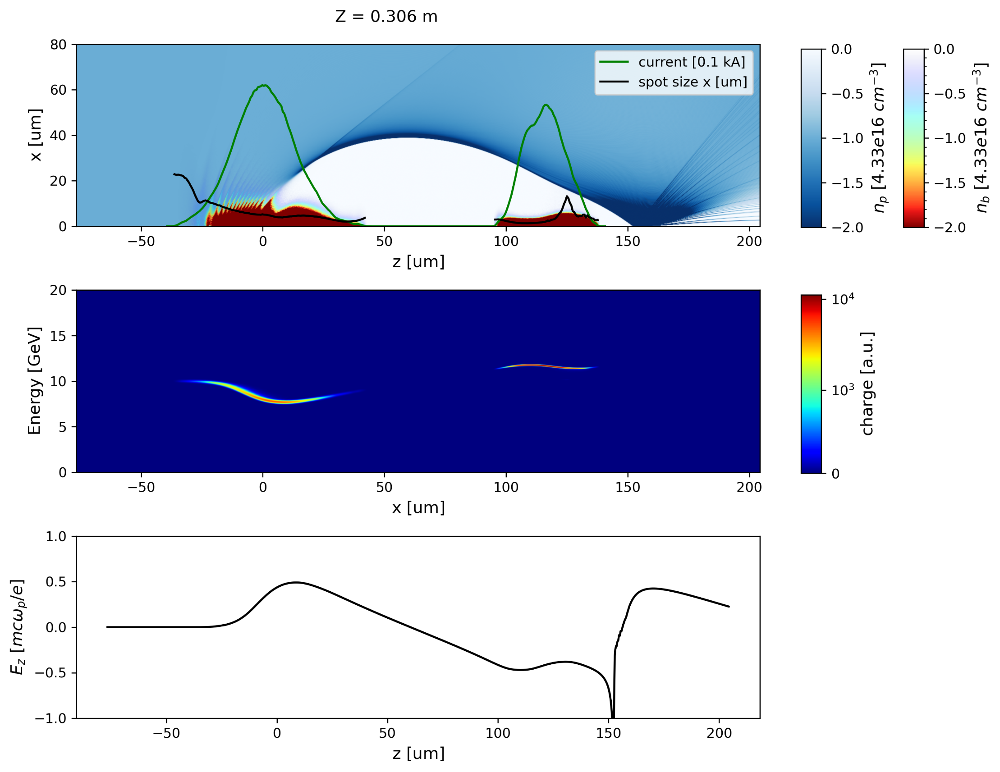 Z = 0.306 m
80
60
40
20
0
x [um]
current [0.1 kA]
spot size x [um]
−50 0 50 100 150 200
z [um]
0.0
−0.5
−1.0
−1.5
−2.0
n_p [4.33e16 cm⁻³]
0.0
−0.5
−1.0
−1.5
−2.0
n_b [4.33e16 cm⁻³]
20
15
10
5
0
Energy [GeV]
−50 0 50 100 150 200
x [um]
10⁴
10³
0
charge [a.u.]
1.0
0.5
0.0
−0.5
−1.0
E_z [mcω_p/e]
−50 0 50 100 150 200
z [um]